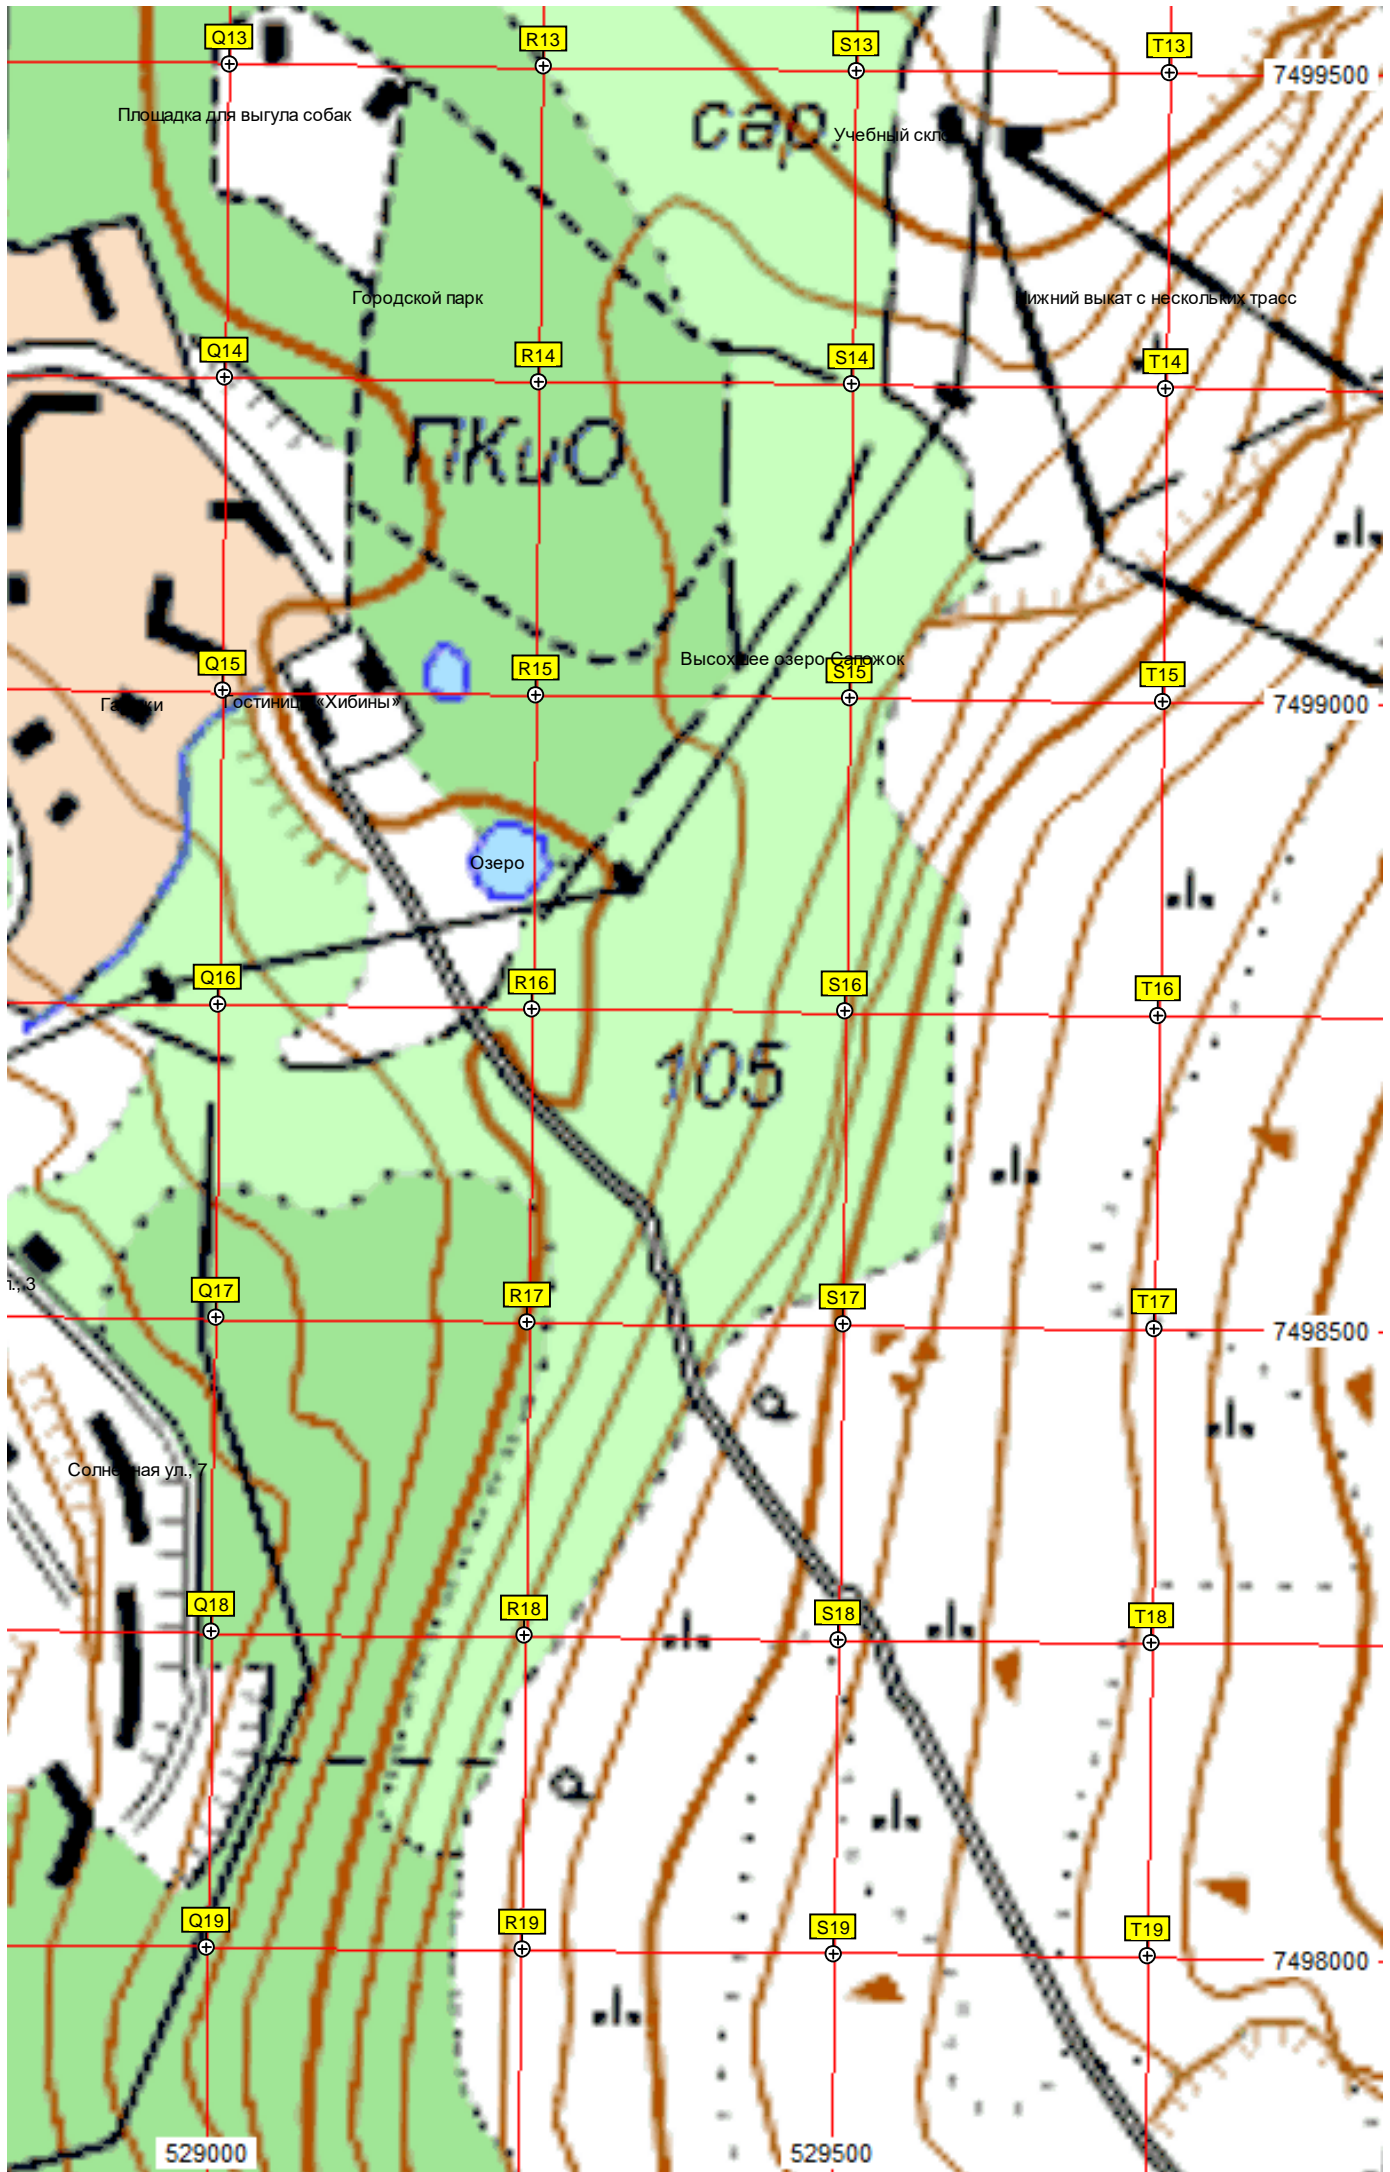 Q13
R13
S13
T13
7499500
Площадка для выгула собак
сар.
Учебный скло
Городской парк
ижний выкат с нескольких трасс
Q14
R14
S14
T14
ПКиО
Q15
R15
Высохшее озеро Сапожок
S15
T15
Гостиница «Хибины»
7499000
Озеро
Q16
R16
S16
T16
105
л., 3
Q17
R17
S17
T17
7498500
Солнечная ул., 7
Q18
R18
S18
T18
Q19
R19
S19
T19
7498000
529000
529500